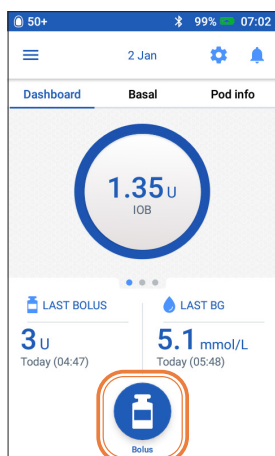 50+ 99% 07:02
2 Jan
Dashboard Basal Pod info
1.35 U
IOB
LAST BOLUS
3 U
Today (04:47)
LAST BG
5.1 mmol/L
Today (05:48)
Bolus